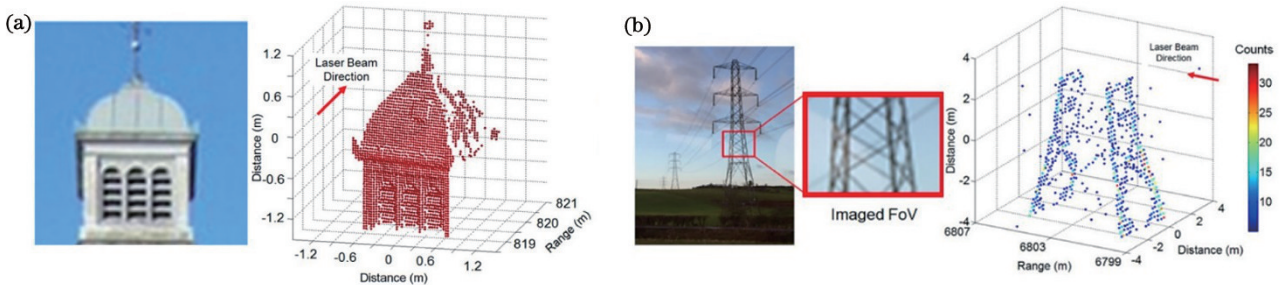 (a)
1.2
0.6
0
-0.6
-1.2
Distance (m)
Laser Beam
Direction
-1.2
-0.6
0
0.6
1.2
Distance (m)
819
820
821
Range (m)
(b)
Imaged FoV
4
2
0
-2
-4
Distance (m)
6807
6803
6799
Range (m)
-4
-2
0
2
4
Distance (m)
Laser Beam
Direction
Counts
30
25
20
15
10
5